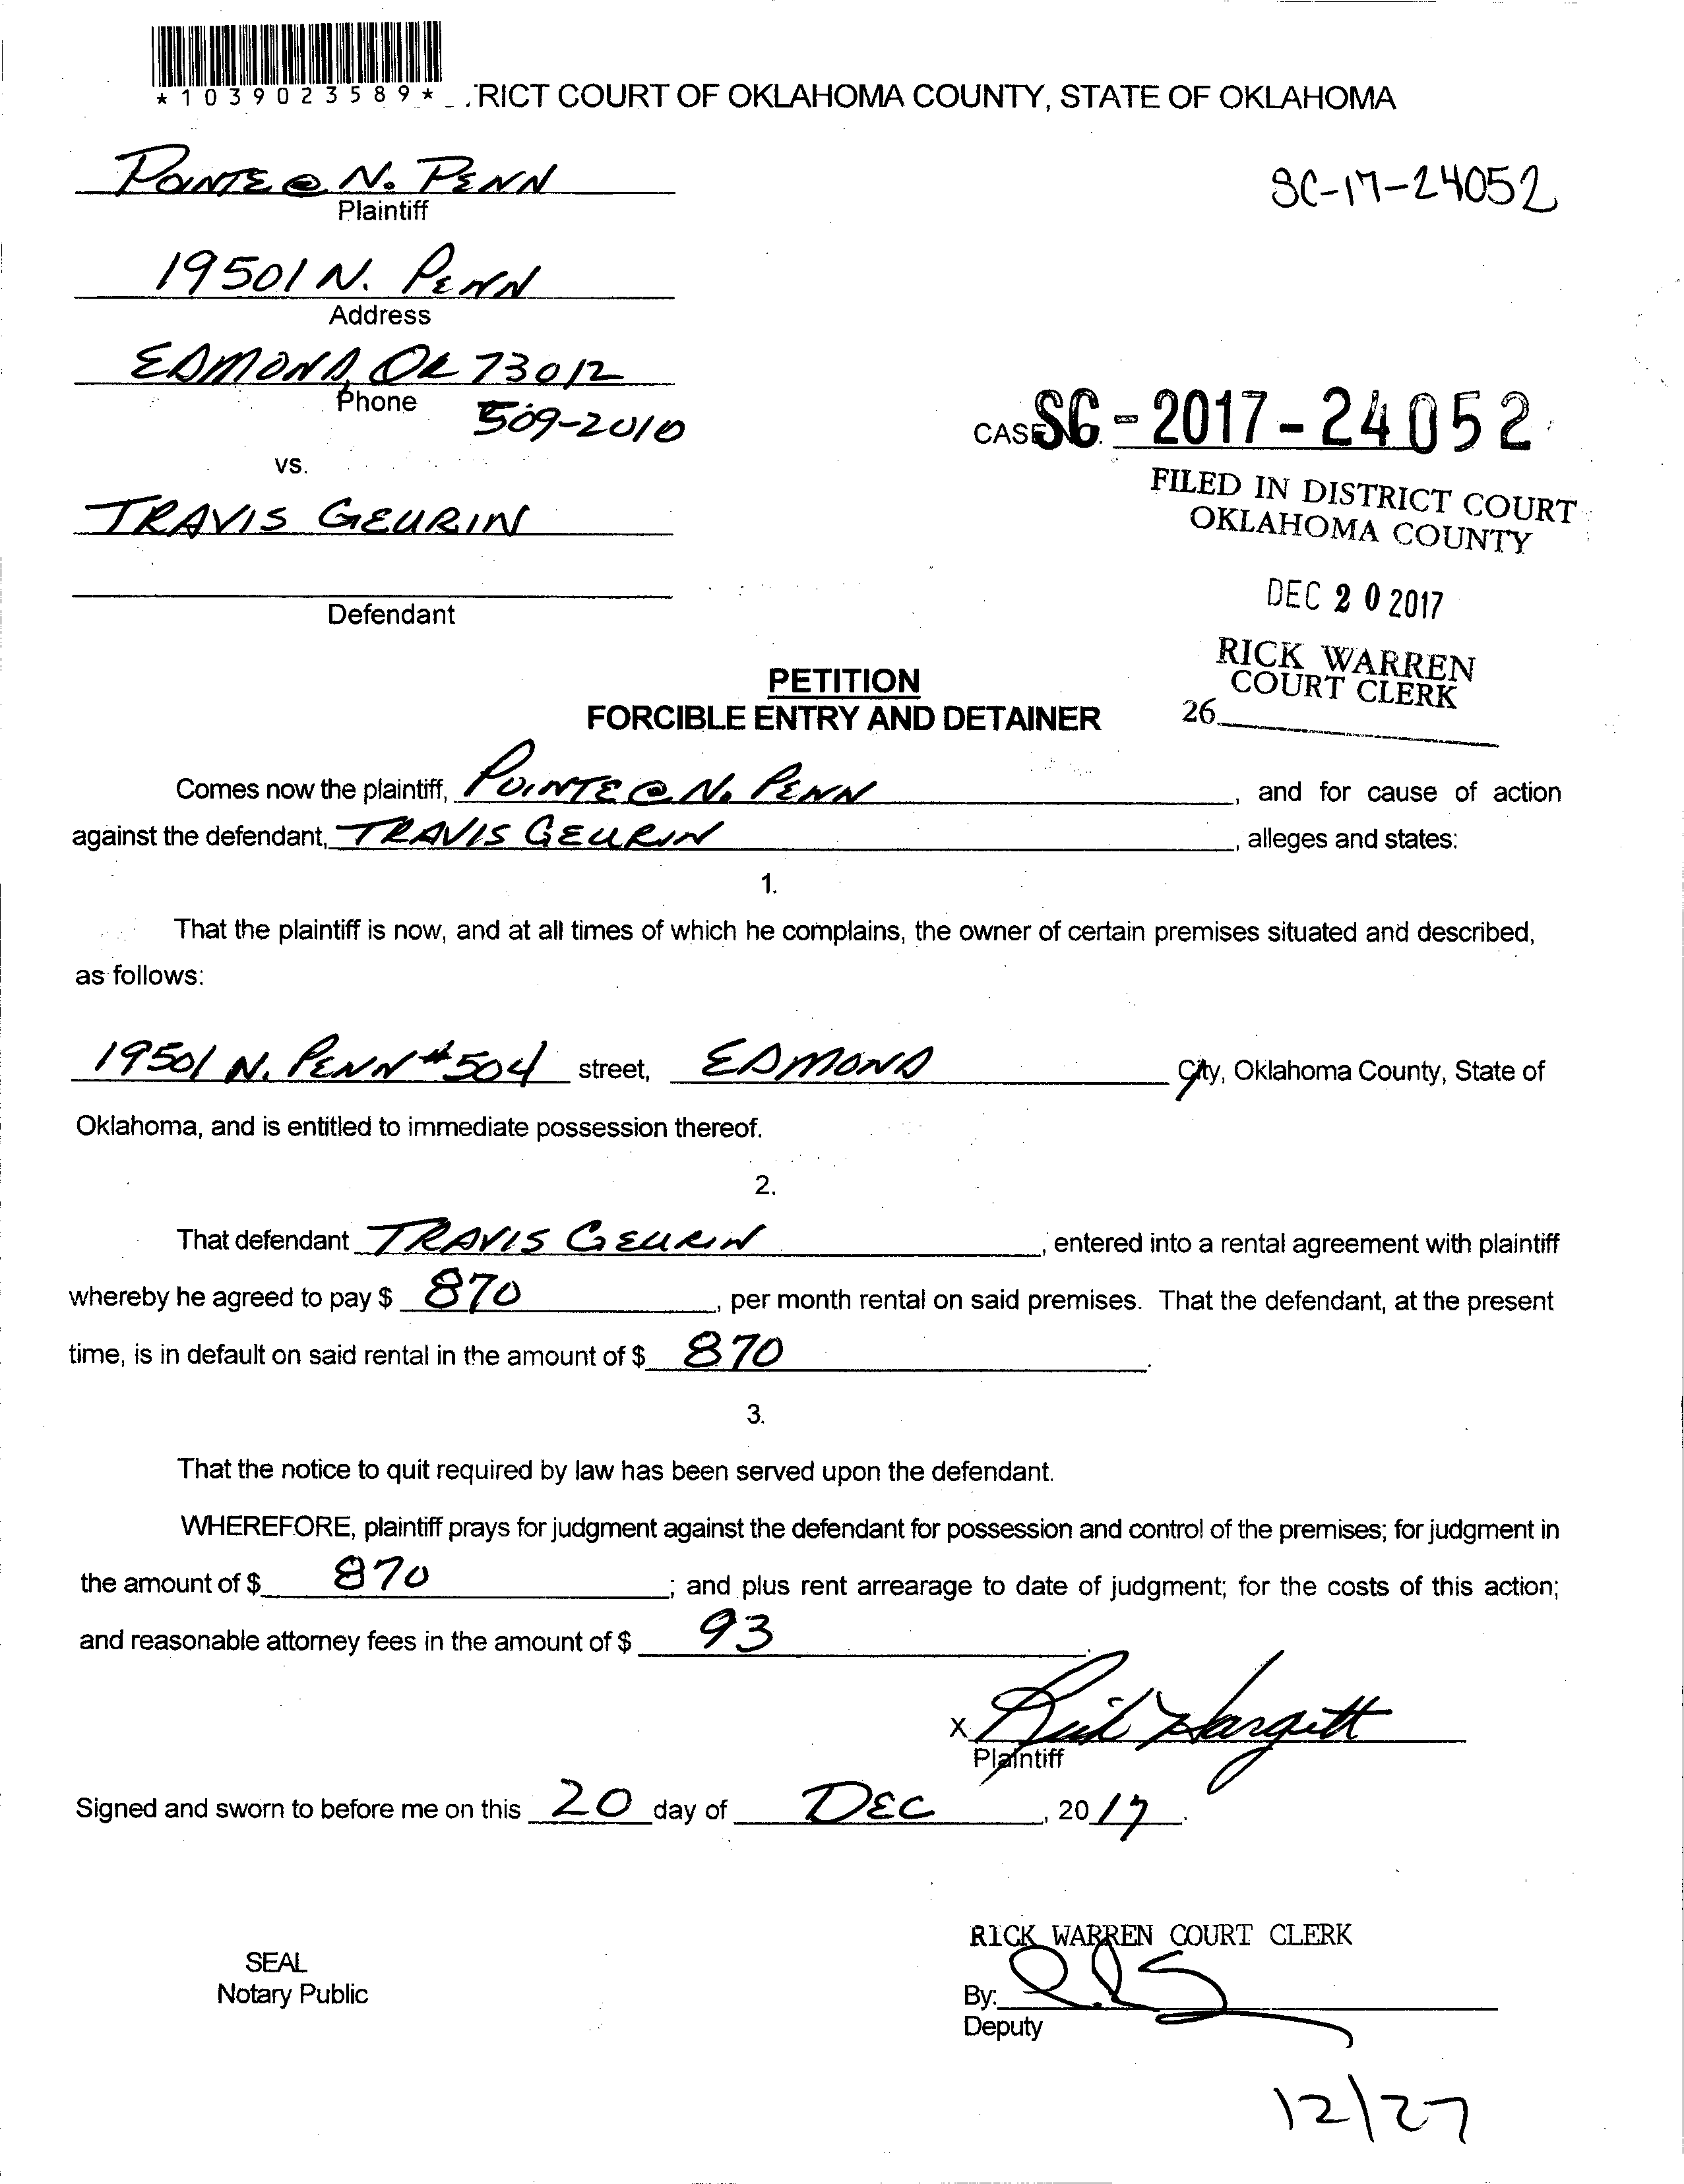 *1039023589* RICT COURT OF OKLAHOMA COUNTY, STATE OF OKLAHOMA
POINTE @ N. PENN
Plaintiff
SC-17-24052
19501 N. PENN
Address
EDMOND, OK 73012
Phone
509-2010
CASE NO. SC-2017-24052
vs.
FILED IN DISTRICT COURT
OKLAHOMA COUNTY
TRAVIS GEURIN
Defendant
DEC 20 2017
RICK WARREN
COURT CLERK
26
PETITION
FORCIBLE ENTRY AND DETAINER
Comes now the plaintiff, POINTE @ N. PENN, and for cause of action
against the defendant, TRAVIS GEURIN, alleges and states:
1.
That the plaintiff is now, and at all times of which he complains, the owner of certain premises situated and described,
as follows:
19501 N. PENN #504 street, EDMOND City, Oklahoma County, State of
Oklahoma, and is entitled to immediate possession thereof.
2.
That defendant TRAVIS GEURIN, entered into a rental agreement with plaintiff
whereby he agreed to pay $ 870, per month rental on said premises. That the defendant, at the present
time, is in default on said rental in the amount of $ 870.
3.
That the notice to quit required by law has been served upon the defendant.
WHEREFORE, plaintiff prays for judgment against the defendant for possession and control of the premises; for judgment in
the amount of $ 870; and plus rent arrearage to date of judgment; for the costs of this action;
and reasonable attorney fees in the amount of $ 93.
X Hargett
Plaintiff
Signed and sworn to before me on this 20 day of DEC, 20 17.
RICK WARREN COURT CLERK
SEAL
Notary Public
By:
Deputy
12/27